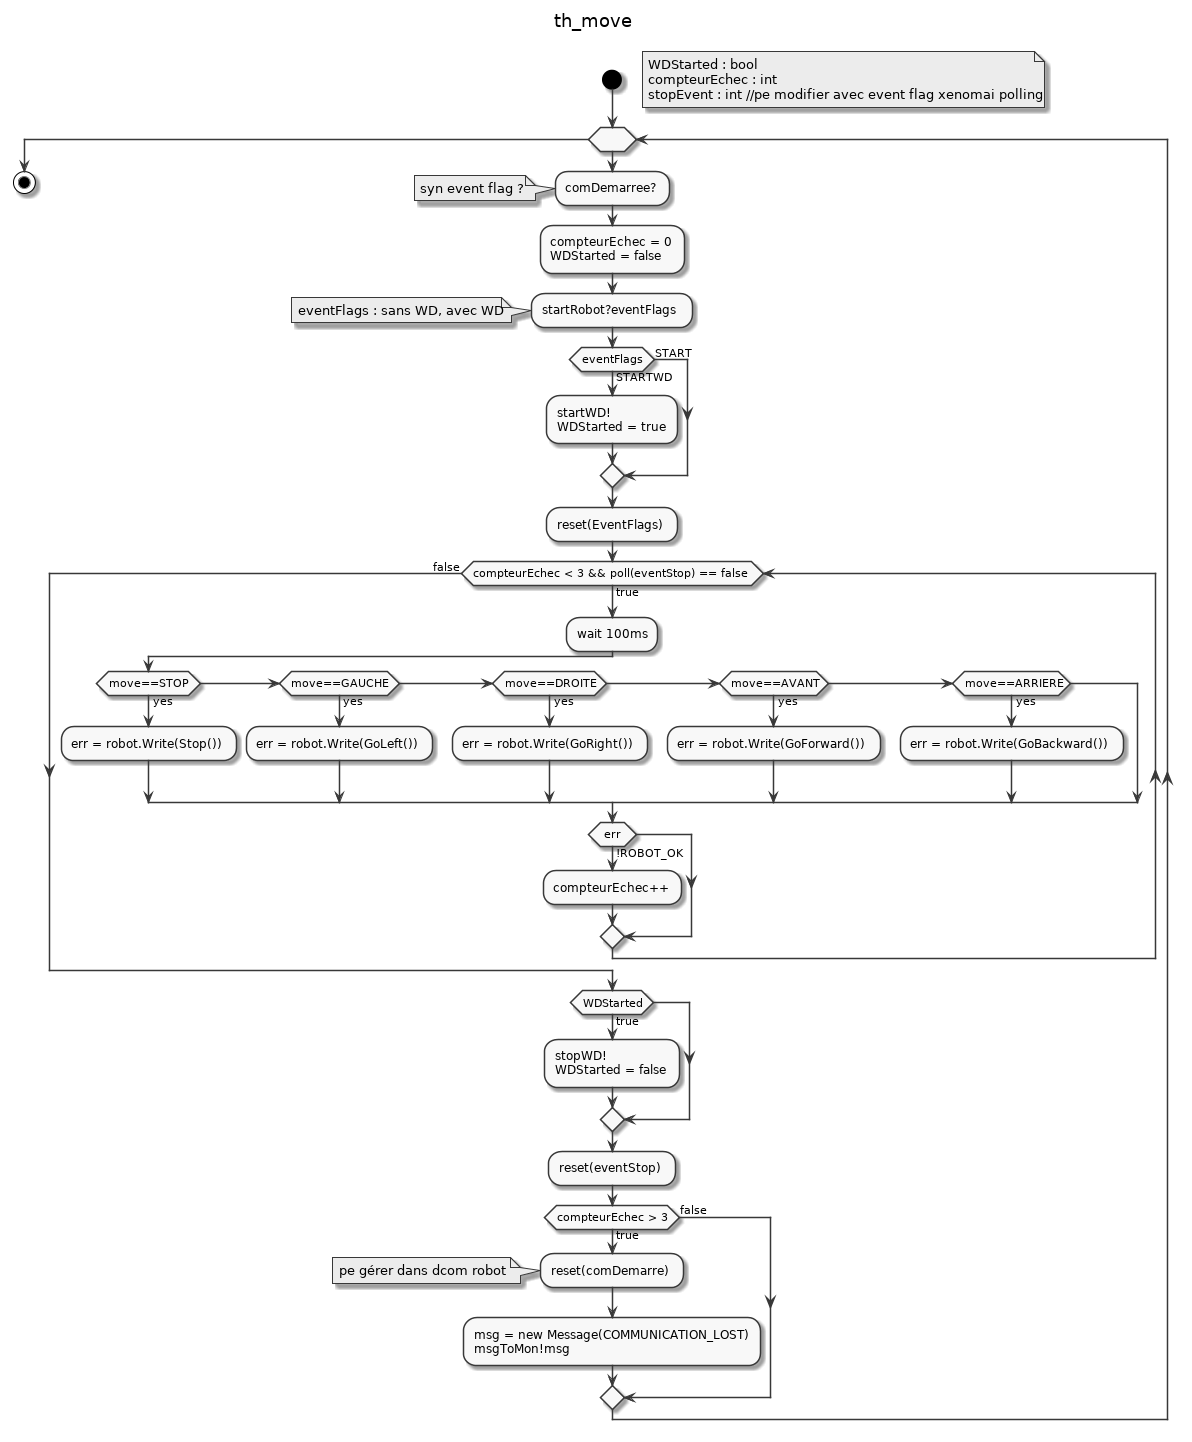 th_move
WDStarted : bool
compteurEchec : int
stopEvent : int //pe modifier avec event flag xenomai polling
syn event flag ?
comDemarree?
compteurEchec = 0
WDStarted = false
eventFlags : sans WD, avec WD
startRobot?eventFlags
eventFlags
START
STARTWD
startWD!
WDStarted = true
reset(EventFlags)
false
compteurEchec < 3 && poll(eventStop) == false
true
wait 100ms
move==STOP
move==GAUCHE
move==DROITE
move==AVANT
move==ARRIERE
yes
yes
yes
yes
yes
err = robot.Write(Stop())
err = robot.Write(GoLeft())
err = robot.Write(GoRight())
err = robot.Write(GoForward())
err = robot.Write(GoBackward())
err
!ROBOT_OK
compteurEchec++
WDStarted
true
stopWD!
WDStarted = false
reset(eventStop)
compteurEchec > 3
false
true
pe gérer dans dcom robot
reset(comDemarre)
msg = new Message(COMMUNICATION_LOST)
msgToMon!msg